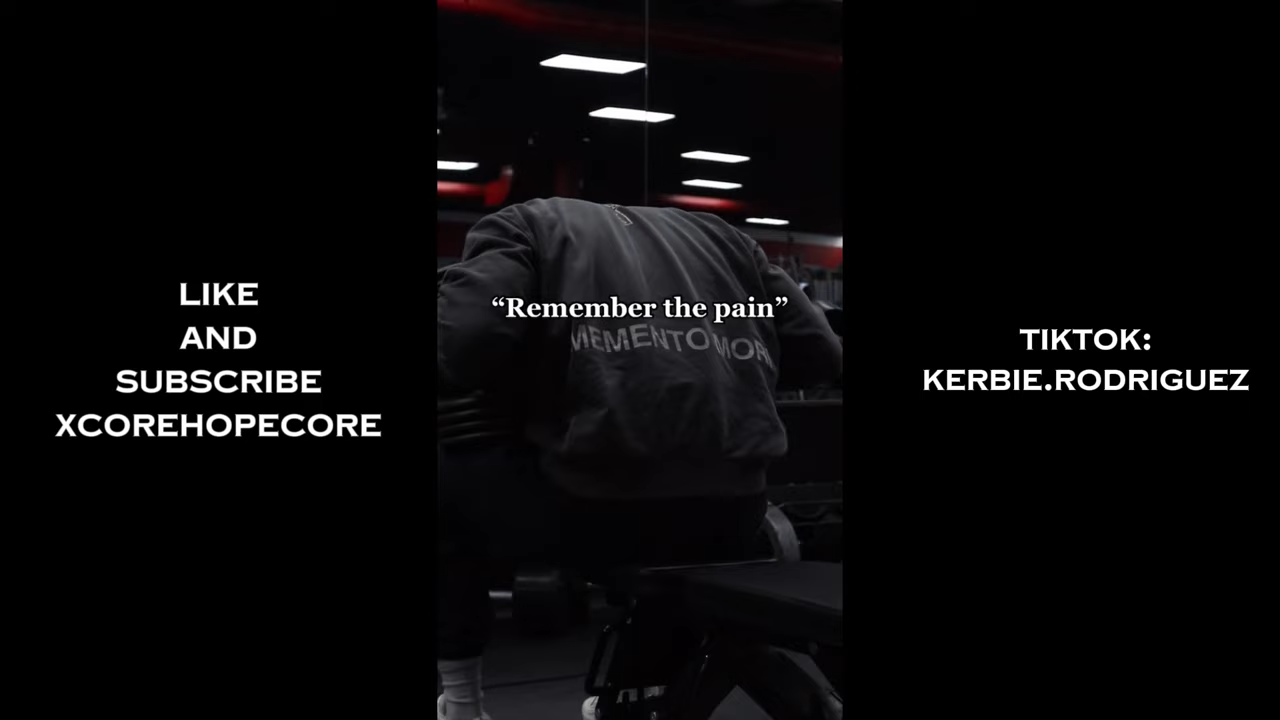 LIKE
AND
SUBSCRIBE
XCOREHOPECORE
“Remember the pain”
MEMENTO MORI
TIKTOK:
KERBIE.RODRIGUEZ